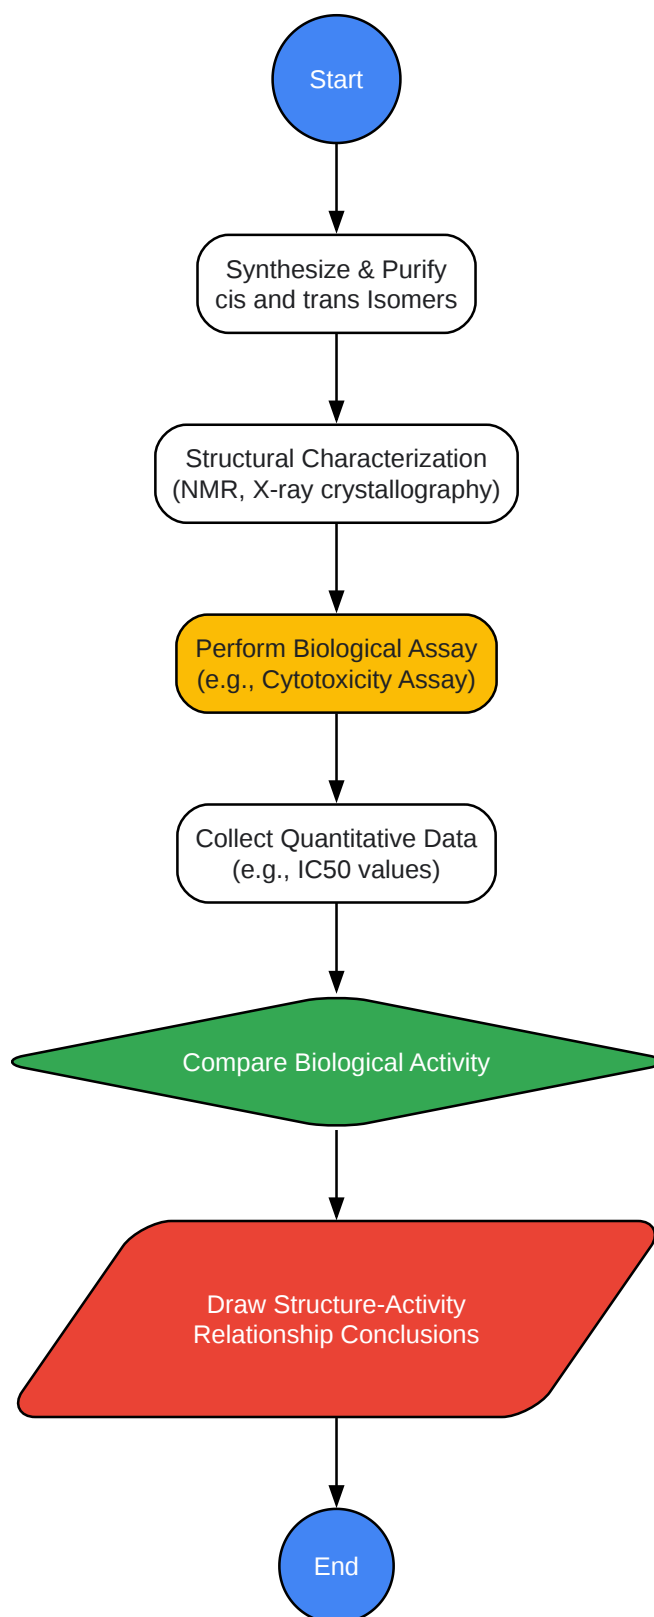 Start
Synthesize & Purify
cis and trans Isomers
Structural Characterization
(NMR, X-ray crystallography)
Perform Biological Assay
(e.g., Cytotoxicity Assay)
Collect Quantitative Data
(e.g., IC50 values)
Compare Biological Activity
Draw Structure-Activity
Relationship Conclusions
End